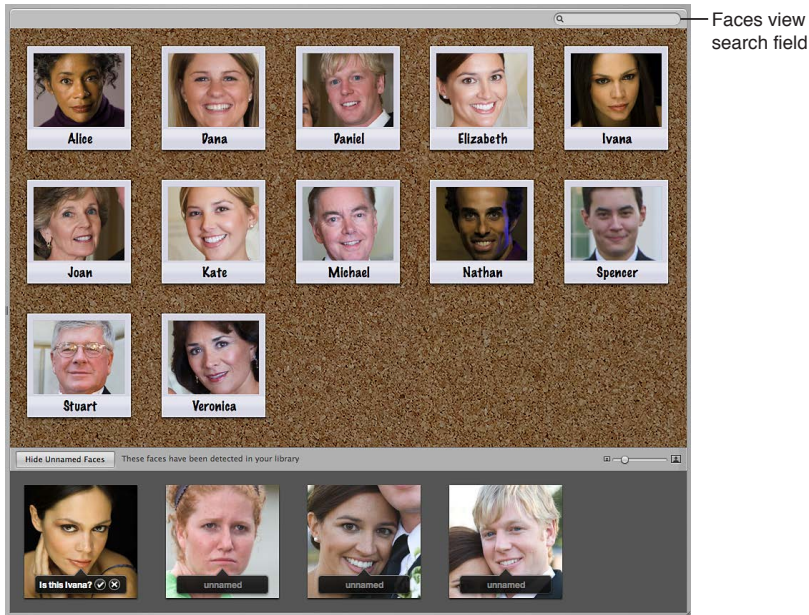 Faces view
search field
Alice
Dana
Daniel
Elizabeth
Ivana
Joan
Kate
Michael
Nathan
Spencer
Stuart
Veronica
Hide Unnamed Faces
These faces have been detected in your library
Is this Ivana?
unnamed
unnamed
unnamed